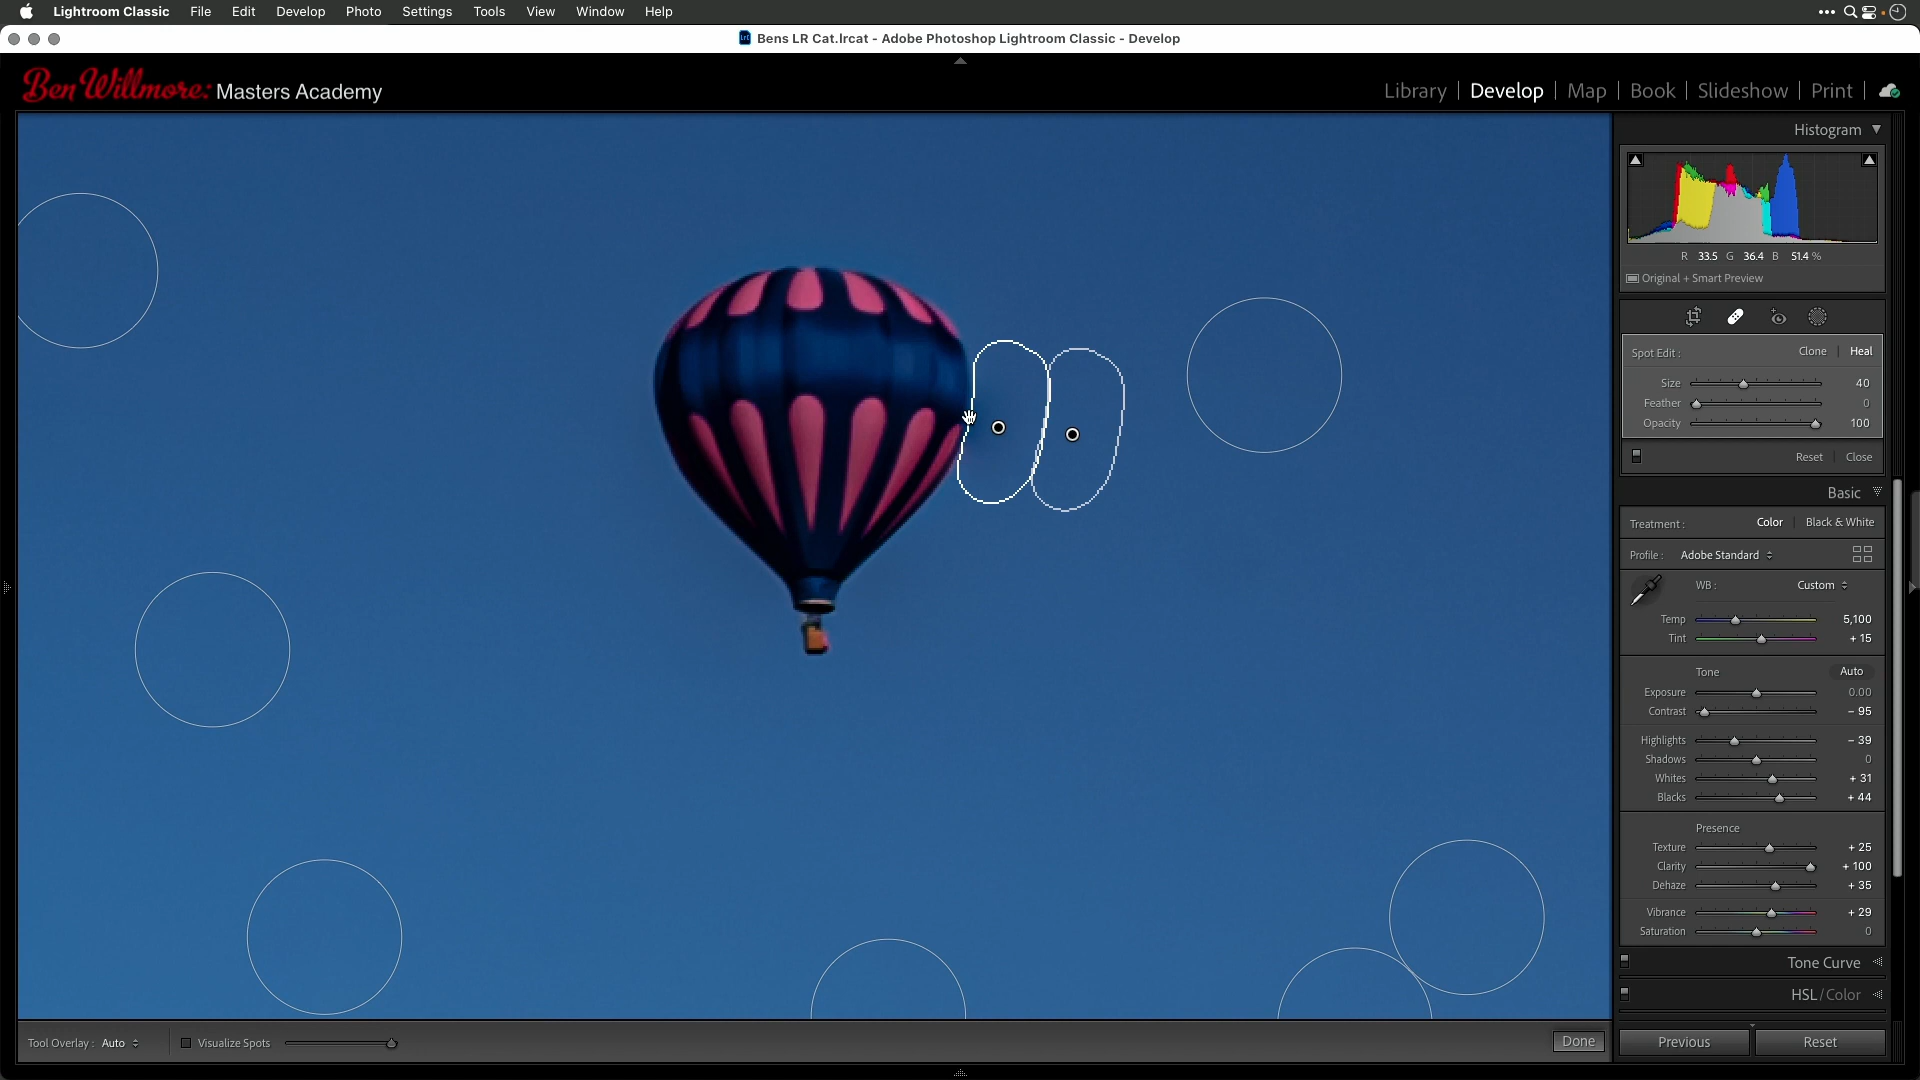 Lightroom Classic File Edit Develop Photo Settings Tools View Window Help
Bens LR Cat.lrcat - Adobe Photoshop Lightroom Classic - Develop
Ben Willmore: Masters Academy
Library | Develop | Map | Book | Slideshow | Print |
Histogram
R 33.5 G 36.4 B 51.4 %
Original + Smart Preview
Spot Edit : Clone | Heal
Size 40
Feather 0
Opacity 100
Reset | Close
Basic
Treatment : Color | Black & White
Profile : Adobe Standard
WB : Custom
Temp 5,100
Tint + 15
Tone Auto
Exposure 0.00
Contrast − 95
Highlights − 39
Shadows 0
Whites + 31
Blacks + 44
Presence
Texture + 25
Clarity + 100
Dehaze + 35
Vibrance + 29
Saturation 0
Tone Curve
HSL / Color
Tool Overlay : Auto Visualize Spots Done
Previous Reset